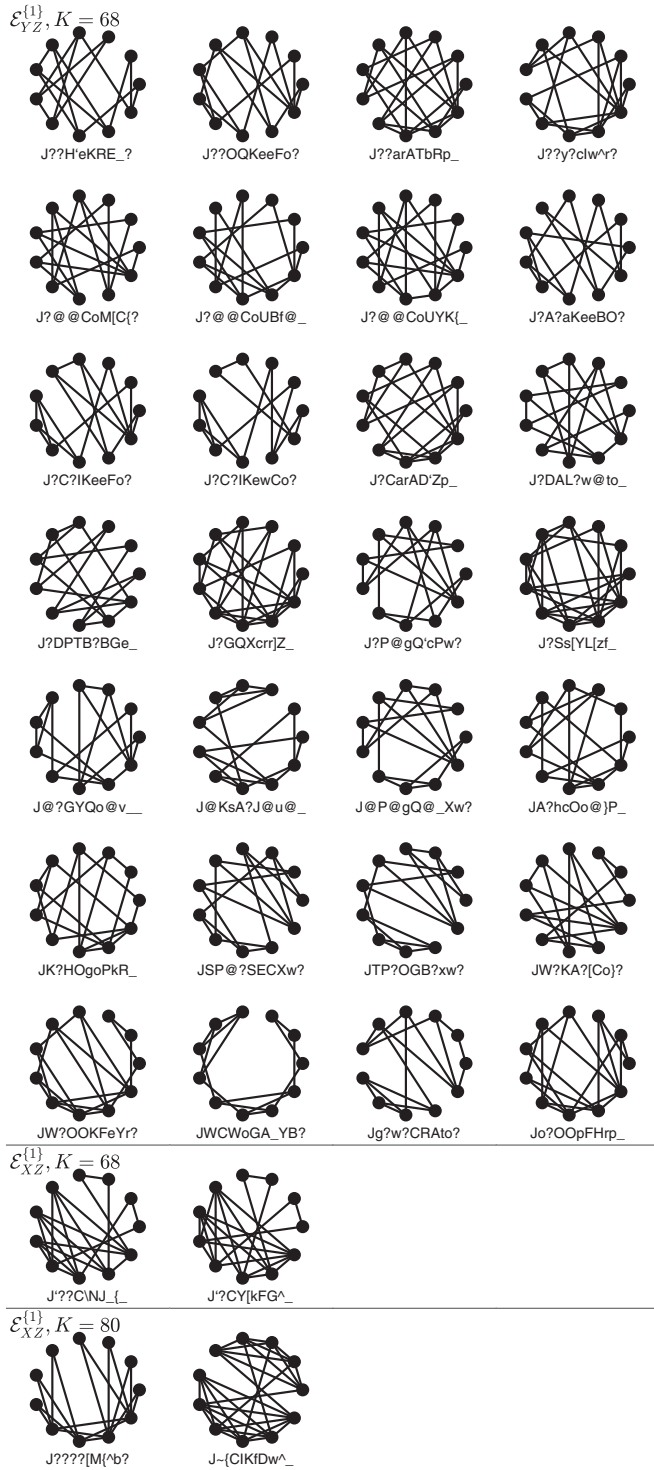 ℰ_{YZ}^{\{1\}}, K = 68
J??H‘eKRE_? J??OQKeeFo? J??arATbRp_ J??y?cIw^r?
J?@@CoM[C{? J?@@CoUBf@_ J?@@CoUYK{_ J?A?aKeeBO?
J?C?IKeeFo? J?C?IKewCo? J?CarAD‘Zp_ J?DAL?w@to_
J?DPTB?BGe_ J?GQXcrr]Z_ J?P@gQ‘cPw? J?Ss[YL[zf_
J@?GYQo@v__ J@KsA?J@u@_ J@P@gQ@_Xw? JA?hcOo@}P_
JK?HOgoPkR_ JSP@?SECXw? JTP?OGB?xw? JW?KA?[Co}?
JW?OOKFeYr? JWCWoGA_YB? Jg?w?CRAto? Jo?OOpFHrp_
ℰ_{XZ}^{\{1\}}, K = 68
J‘??C\NJ_{_ J‘?CY[kFG^_
ℰ_{XZ}^{\{1\}}, K = 80
J????[M{^b? J~{CIKfDw^_